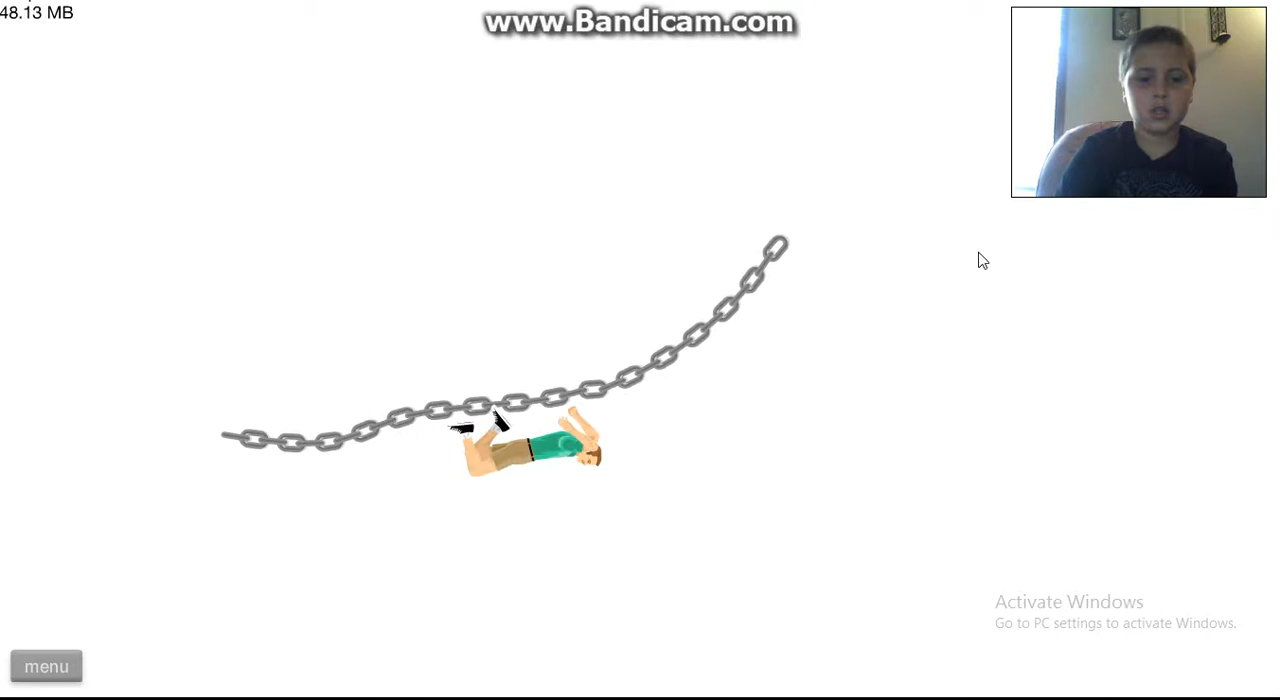 48.13 MB
www.Bandicam.com
Activate Windows
Go to PC settings to activate Windows.
menu